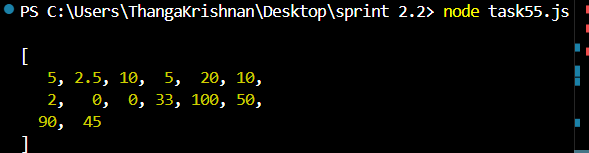 PS C:\Users\ThangaKrishnan\Desktop\sprint 2.2> node task55.js
[
5, 2.5, 10, 5, 20, 10,
2, 0, 0, 33, 100, 50,
90, 45
]